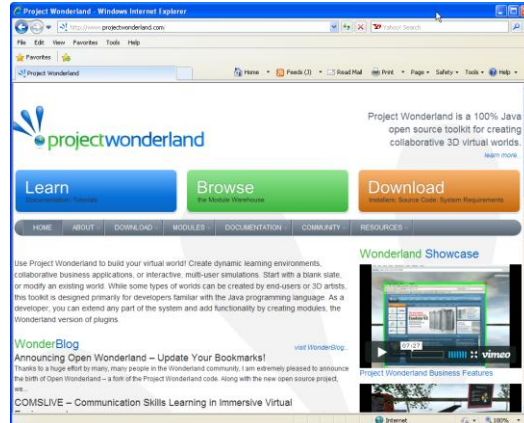 Project Wonderland - Windows Internet Explorer
http://www.projectwonderland.com/
Yahoo! Search
File Edit View Favorites Tools Help
Favorites
Project Wonderland
Home Feeds (J) Read Mail Print Page Safety Tools Help
projectwonderland
Project Wonderland is a 100% Java
open source toolkit for creating
collaborative 3D virtual worlds.
learn more...
Learn
Documentation, Tutorials
Browse
the Module Warehouse
Download
Installers, Source Code, System Requirements
HOME ABOUT DOWNLOAD MODULES DOCUMENTATION COMMUNITY RESOURCES
Use Project Wonderland to build your virtual world! Create dynamic learning environments,
collaborative business applications, or interactive, multi-user simulations. Start with a blank slate,
or modify an existing world. While some types of worlds can be created by end-users or 3D artists,
this toolkit is designed primarily for developers familiar with the Java programming language. As a
developer, you can extend any part of the system and add functionality by creating modules, the
Wonderland version of plugins.
WonderBlog
visit WonderBlog...
Announcing Open Wonderland – Update Your Bookmarks!
Thanks to a huge effort by many, many people in the Wonderland community, I am extremely pleased to announce
the birth of Open Wonderland – a fork of the Project Wonderland code. Along with the new open source project,
we...
COMSLIVE – Communication Skills Learning in Immersive Virtual
Wonderland Showcase
07:27
vimeo
Project Wonderland Business Features
Internet
100%